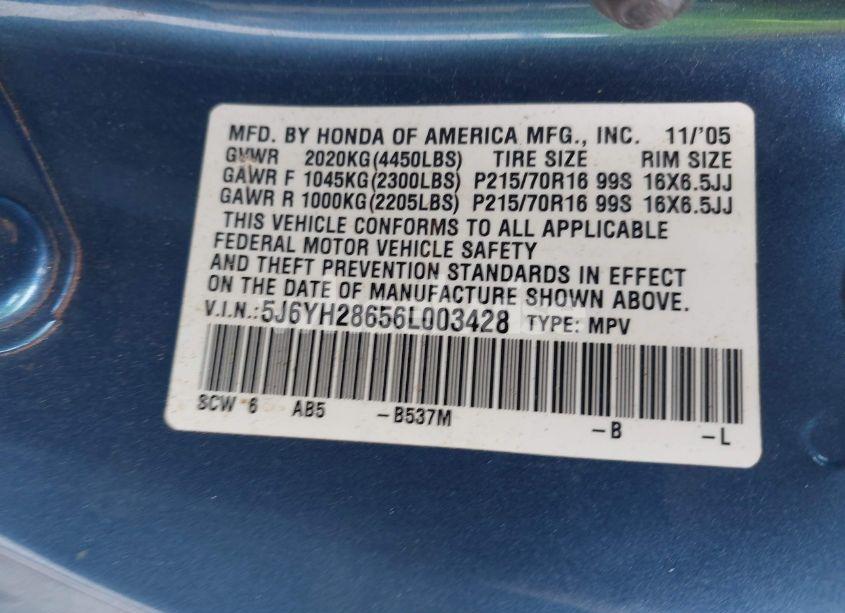 MFD. BY HONDA OF AMERICA MFG., INC. 11/'05
GVWR 2020KG(4450LBS) TIRE SIZE RIM SIZE
GAWR F 1045KG(2300LBS) P215/70R16 99S 16X6.5JJ
GAWR R 1000KG(2205LBS) P215/70R16 99S 16X6.5JJ
THIS VEHICLE CONFORMS TO ALL APPLICABLE
FEDERAL MOTOR VEHICLE SAFETY
AND THEFT PREVENTION STANDARDS IN EFFECT
ON THE DATE OF MANUFACTURE SHOWN ABOVE.
V.I.N.:5J6YH28656L003428 TYPE: MPV
SCW 6 AB5 -B537M -B -L